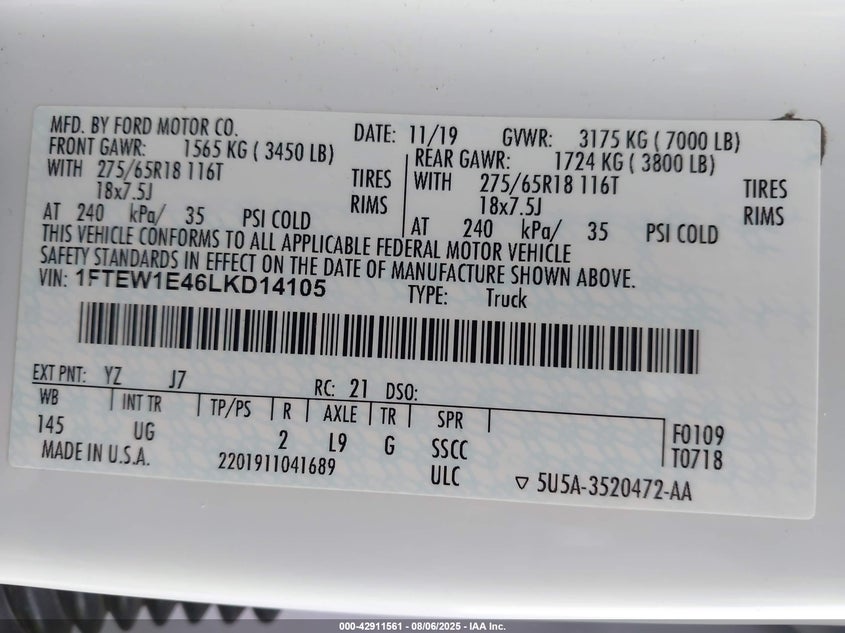 MFD. BY FORD MOTOR CO. DATE: 11/19 GVWR: 3175 KG ( 7000 LB)
FRONT GAWR: 1565 KG ( 3450 LB) REAR GAWR: 1724 KG ( 3800 LB)
WITH 275/65R18 116T TIRES WITH 275/65R18 116T TIRES
18x7.5J RIMS 18x7.5J RIMS
AT 240 kPa/ 35 PSI COLD AT 240 kPa/ 35 PSI COLD
THIS VEHICLE CONFORMS TO ALL APPLICABLE FEDERAL MOTOR VEHICLE
SAFETY STANDARDS IN EFFECT ON THE DATE OF MANUFACTURE SHOWN ABOVE.
VIN: 1FTEW1E46LKD14105 TYPE: Truck
EXT PNT: YZ J7 RC: 21 DSO:
WB INT TR TP/PS R AXLE TR SPR
145 UG 2 L9 G SSCC F0109
MADE IN U.S.A. 2201911041689 ULC T0718
▽ 5U5A-3520472-AA
000-42911561 - 08/06/2025 - IAA Inc.